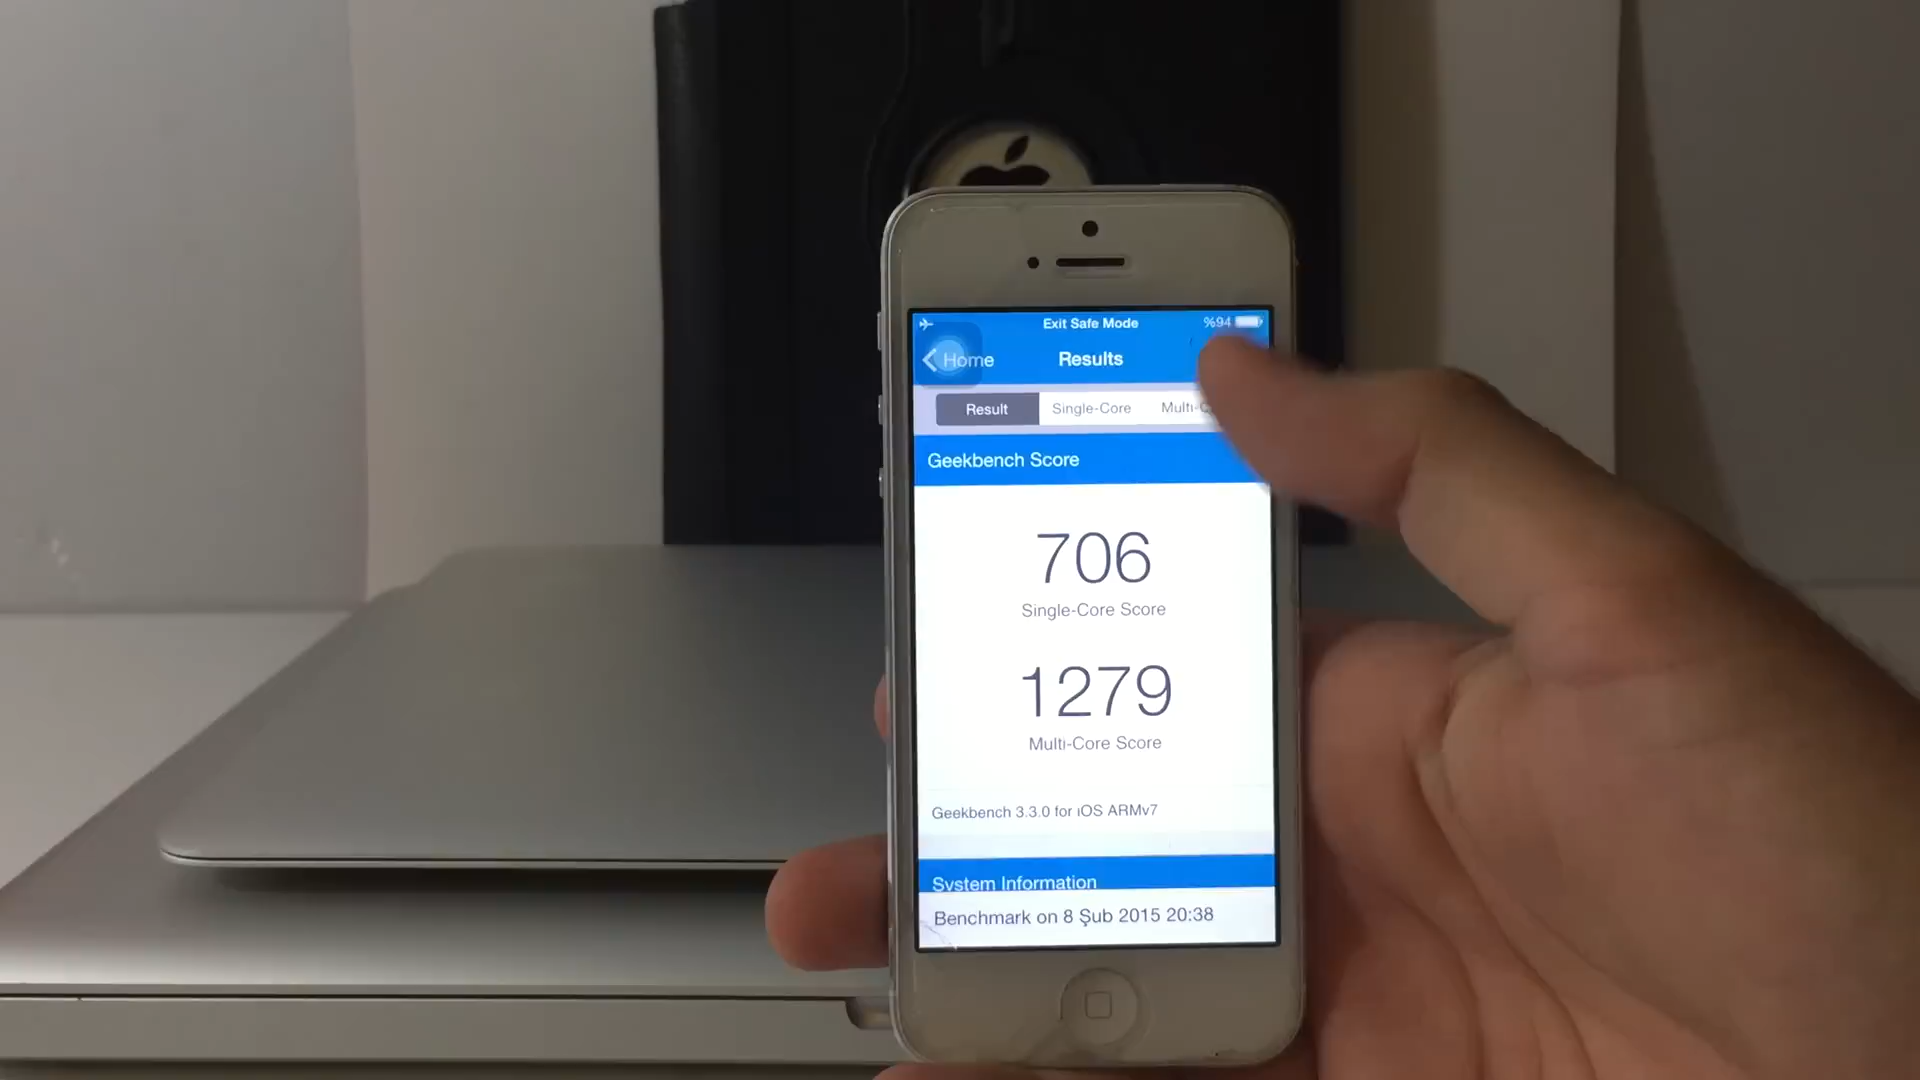 Exit Safe Mode
%94
Home
Results
Result
Single-Core
Multi-C
Geekbench Score
706
Single-Core Score
1279
Multi-Core Score
Geekbench 3.3.0 for iOS ARMv7
System Information
Benchmark on 8 Şub 2015 20:38